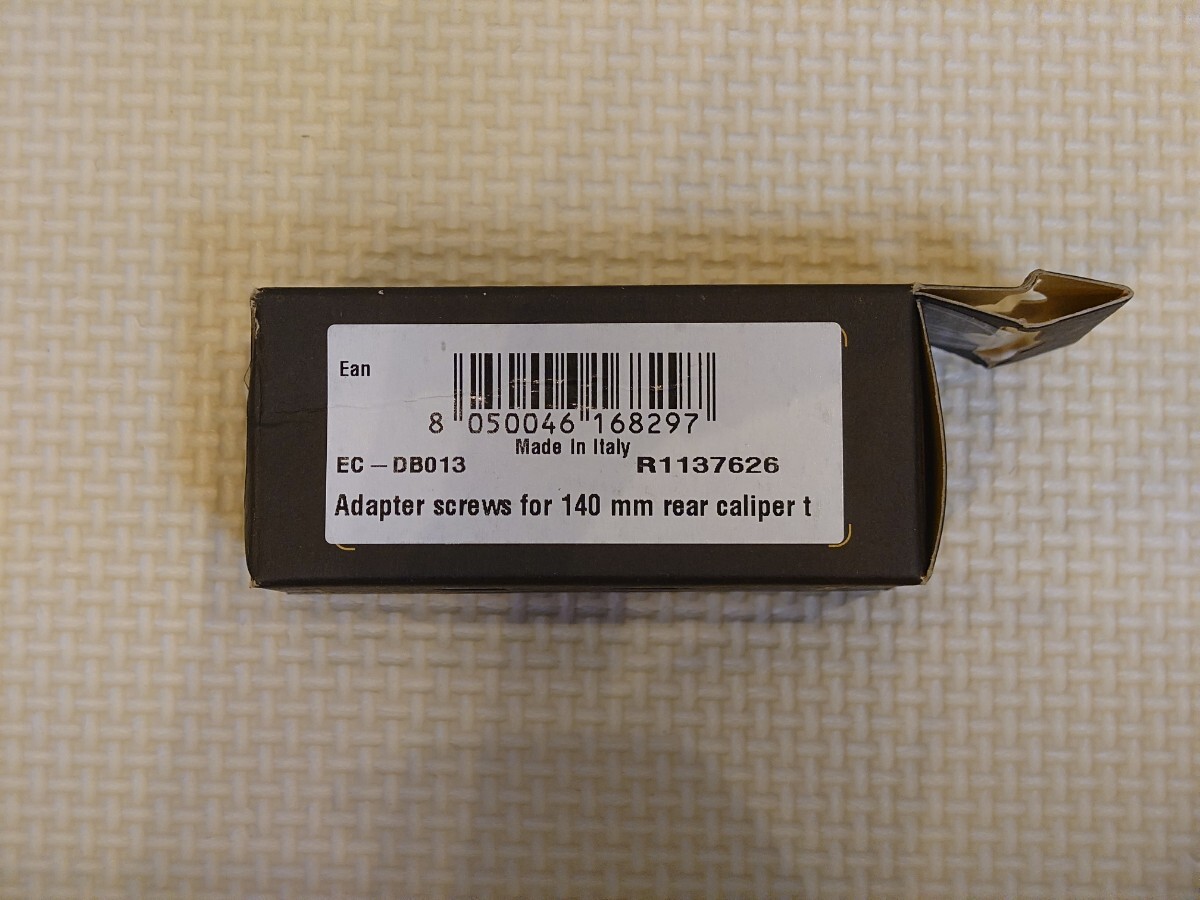 Ean
8 050046 168297
Made In Italy
EC-DB013 R1137626
Adapter screws for 140 mm rear caliper t